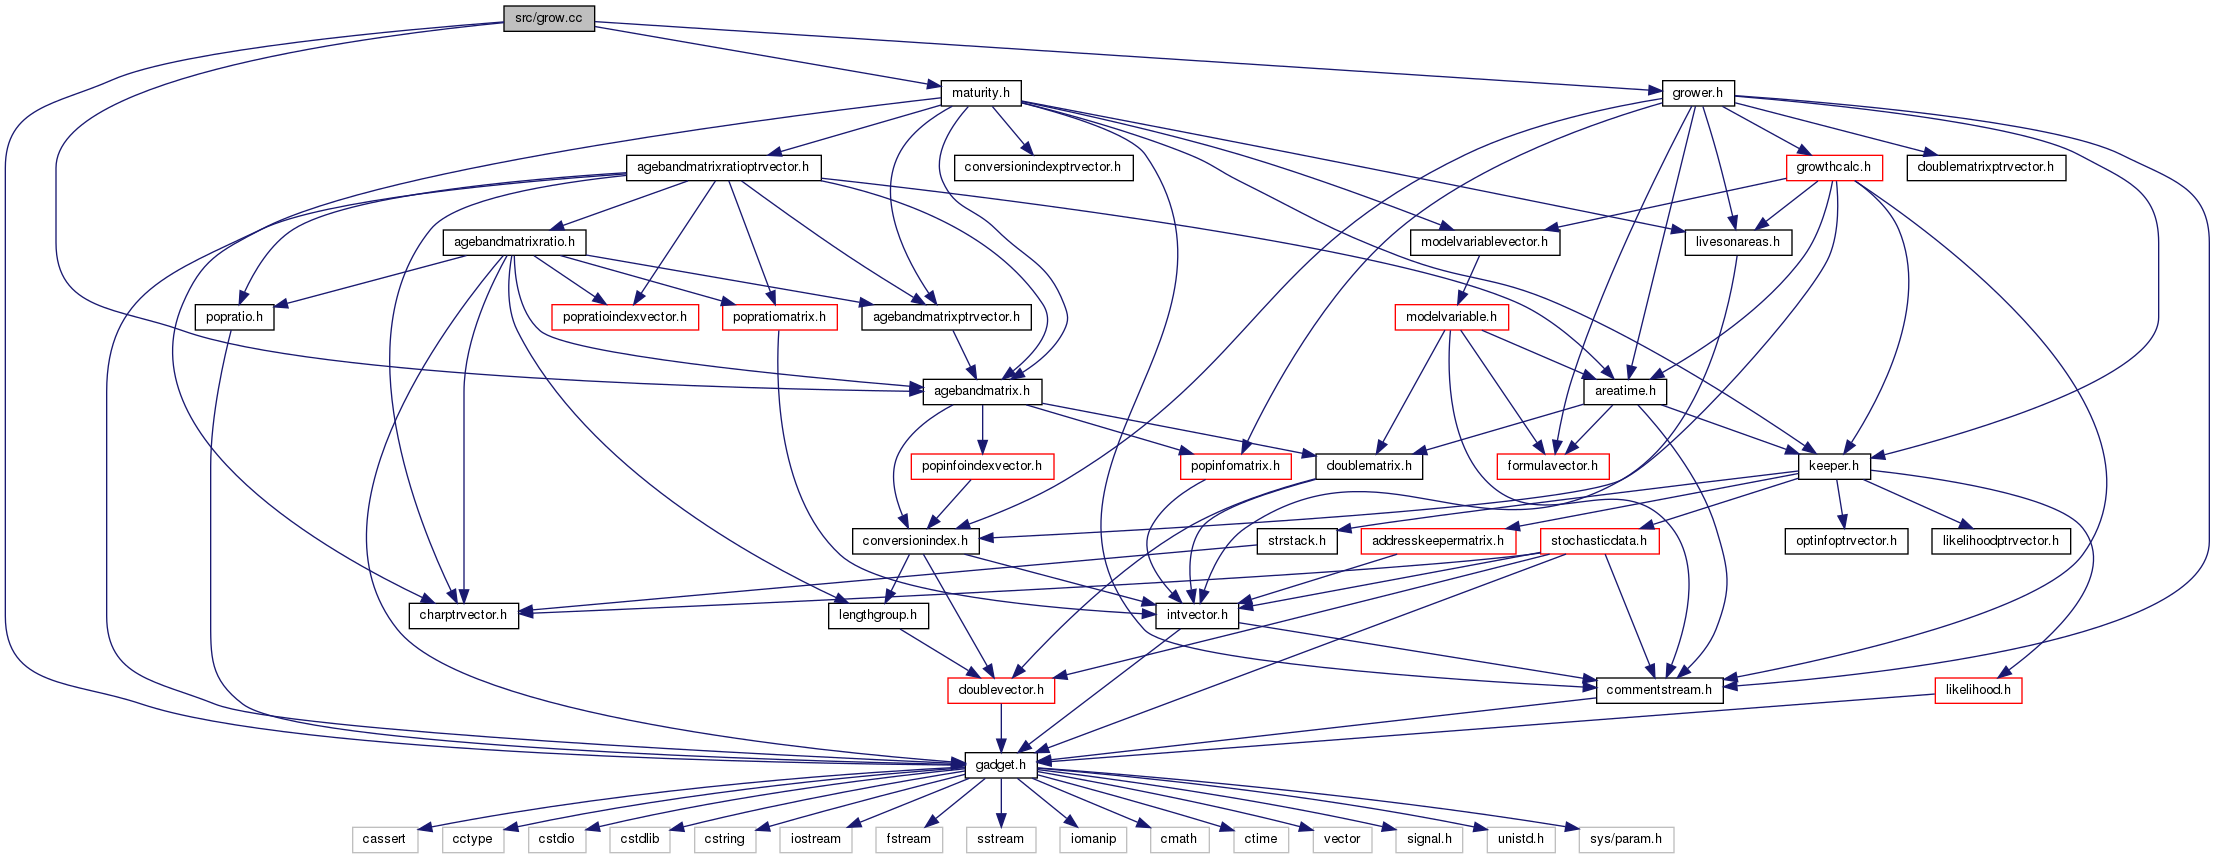 src/grow.cc
maturity.h
grower.h
agebandmatrixratioptrvector.h
conversionindexptrvector.h
growthcalc.h
doublematrixptrvector.h
agebandmatrixratio.h
modelvariablevector.h
livesonareas.h
popratio.h
popratioindexvector.h
popratiomatrix.h
agebandmatrixptrvector.h
modelvariable.h
agebandmatrix.h
areatime.h
popinfoindexvector.h
popinfomatrix.h
doublematrix.h
formulavector.h
keeper.h
conversionindex.h
strstack.h
addresskeepermatrix.h
stochasticdata.h
optinfoptrvector.h
likelihoodptrvector.h
charptrvector.h
lengthgroup.h
intvector.h
doublevector.h
commentstream.h
likelihood.h
gadget.h
cassert
cctype
cstdio
cstdlib
cstring
iostream
fstream
sstream
iomanip
cmath
ctime
vector
signal.h
unistd.h
sys/param.h